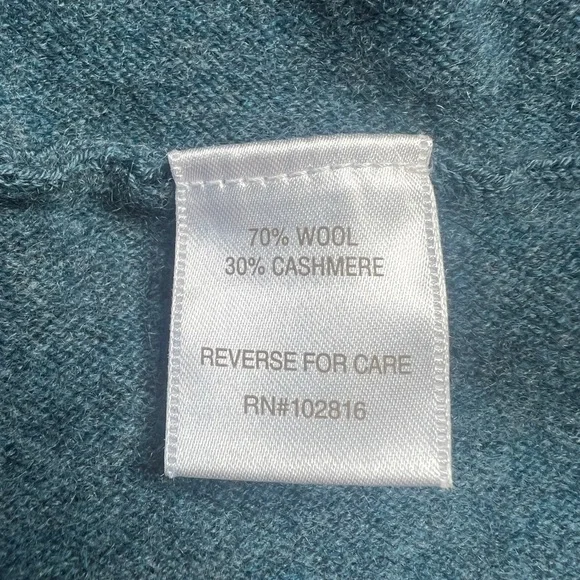 70% WOOL
30% CASHMERE
REVERSE FOR CARE
RN#102816